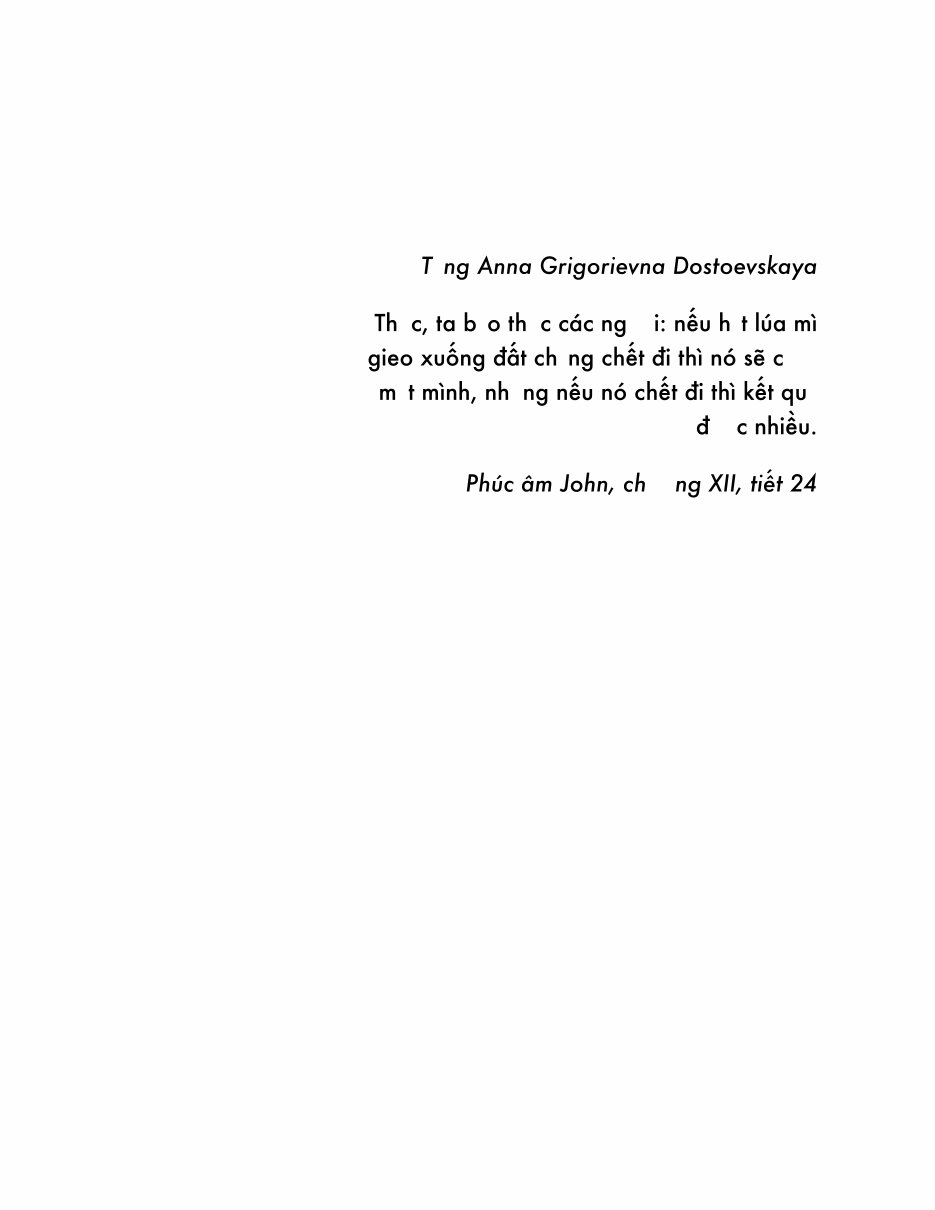 T ng Anna Grigorievna Dostoevskaya
Th c, ta b o th c các ng i: nếu h t lúa mì
gieo xuống đất ch ng chết đi thì nó sẽ c
m t mình, nh ng nếu nó chết đi thì kết qu
đ c nhiều.
Phúc âm John, ch ng XII, tiết 24